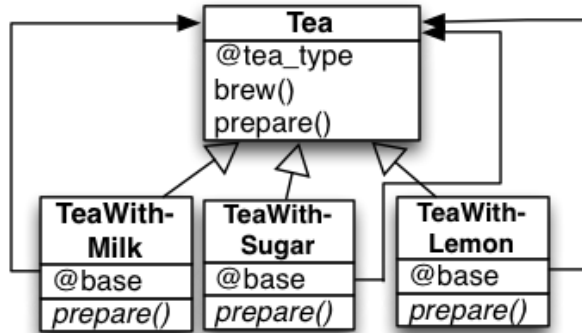 Tea
@tea_type
brew()
prepare()
TeaWith-
Milk
@base
prepare()
TeaWith-
Sugar
@base
prepare()
TeaWith-
Lemon
@base
prepare()